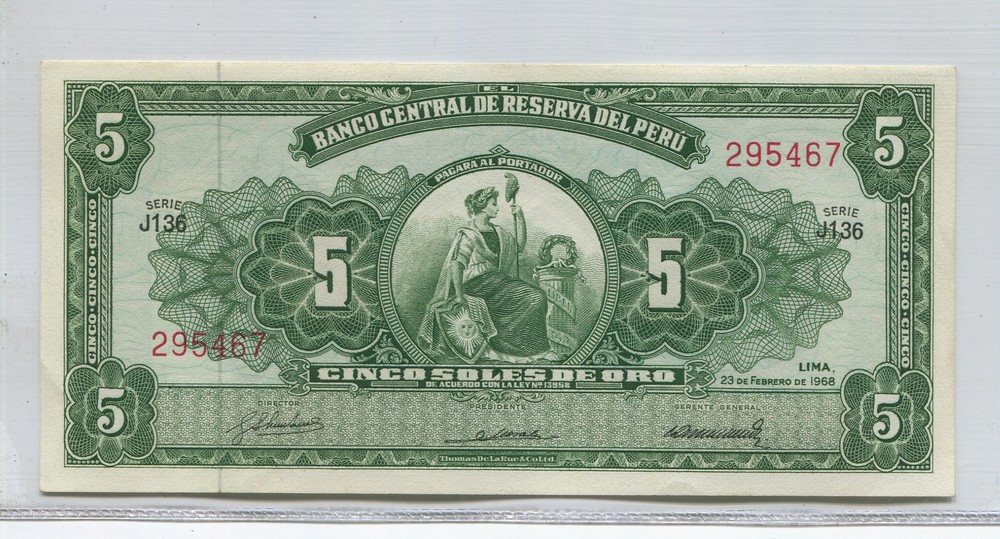 EL
BANCO CENTRAL DE RESERVA DEL PERÚ
5
5
295467
PAGARA AL PORTADOR
SERIE
J136
SERIE
J136
CINCO·CINCO·CINCO
CINCO·CINCO·CINCO
5
5
295467
CINCO SOLES DE ORO
DE ACUERDO CON LA LEY Nº 13958
LIMA,
23 DE FEBRERO DE 1968
5
5
DIRECTOR
PRESIDENTE
GERENTE GENERAL
Thomas De La Rue & Co Ltd.